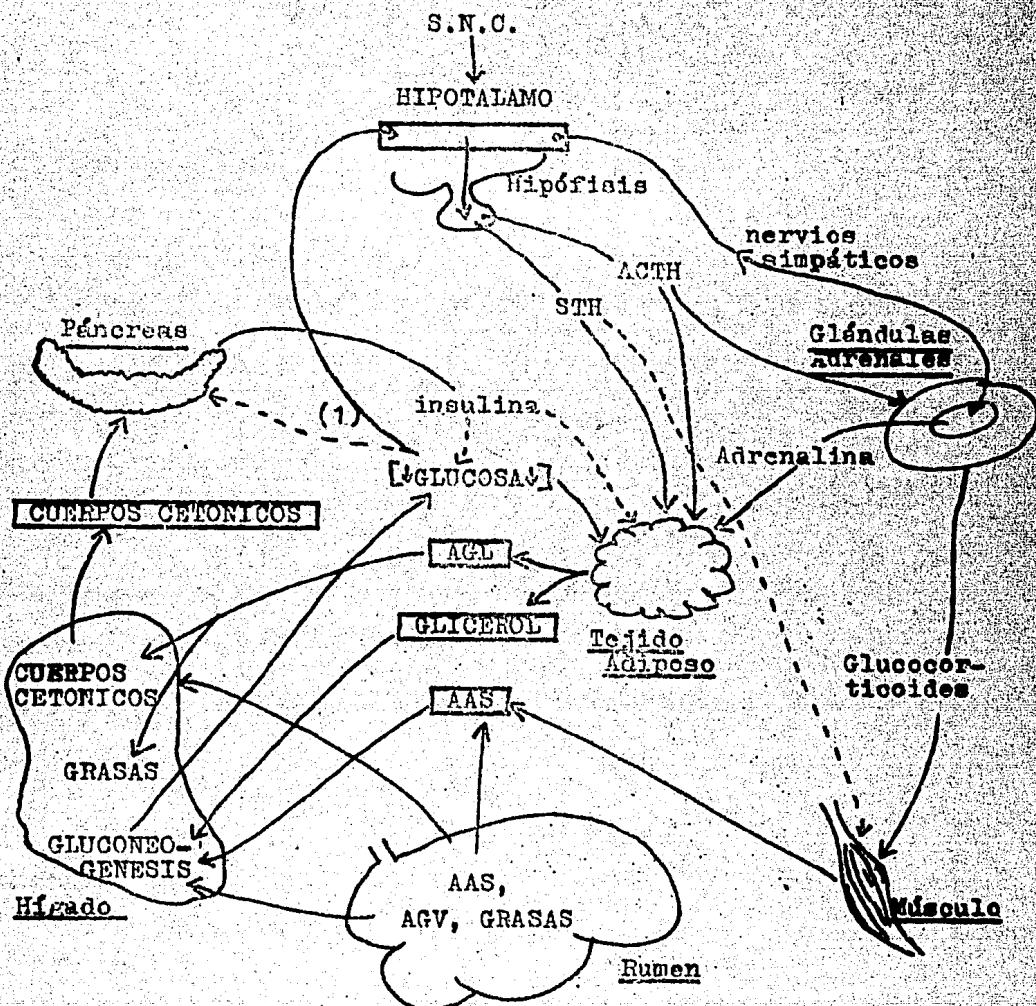 S.N.C.
HIPOTALAMO
Hipófisis
nervios
simpáticos
ACTH
STH
Páncreas
Glándulas
Adrenales
(1)
insulina
Adrenalina
[↓GLUCOSA↓]
CUERPOS CETONICOS
AGL
GLICEROL
Tejido
Adiposo
Glucocor-
ticoides
CUERPOS
CETONICOS
AAS
GRASAS
GLUCONEO-
GENESIS
AAS,
AGV, GRASAS
Hígado
Músculo
Rumen